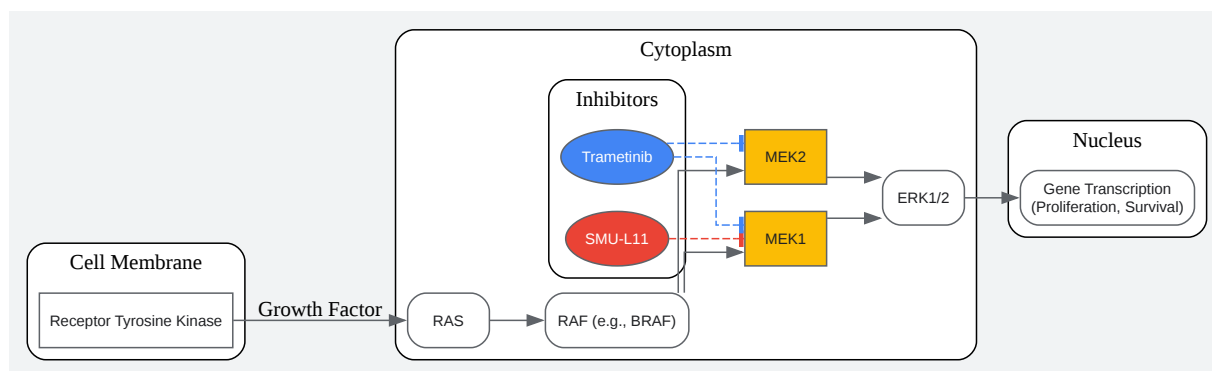 Cytoplasm
Inhibitors
Trametinib
MEK2
Nucleus
Gene Transcription
(Proliferation, Survival)
ERK1/2
SMU-L11
MEK1
Cell Membrane
Receptor Tyrosine Kinase
Growth Factor
RAS
RAF (e.g., BRAF)